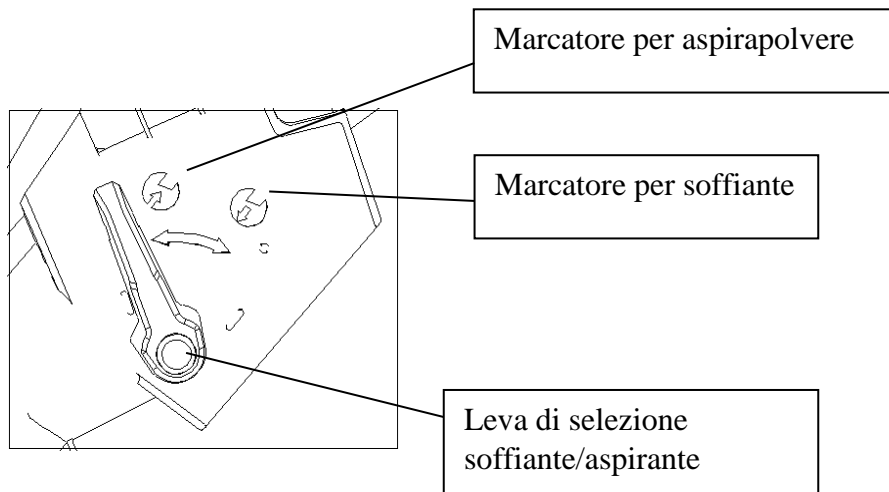 Marcatore per aspirapolvere
Marcatore per soffiante
Leva di selezione
soffiante/aspirante